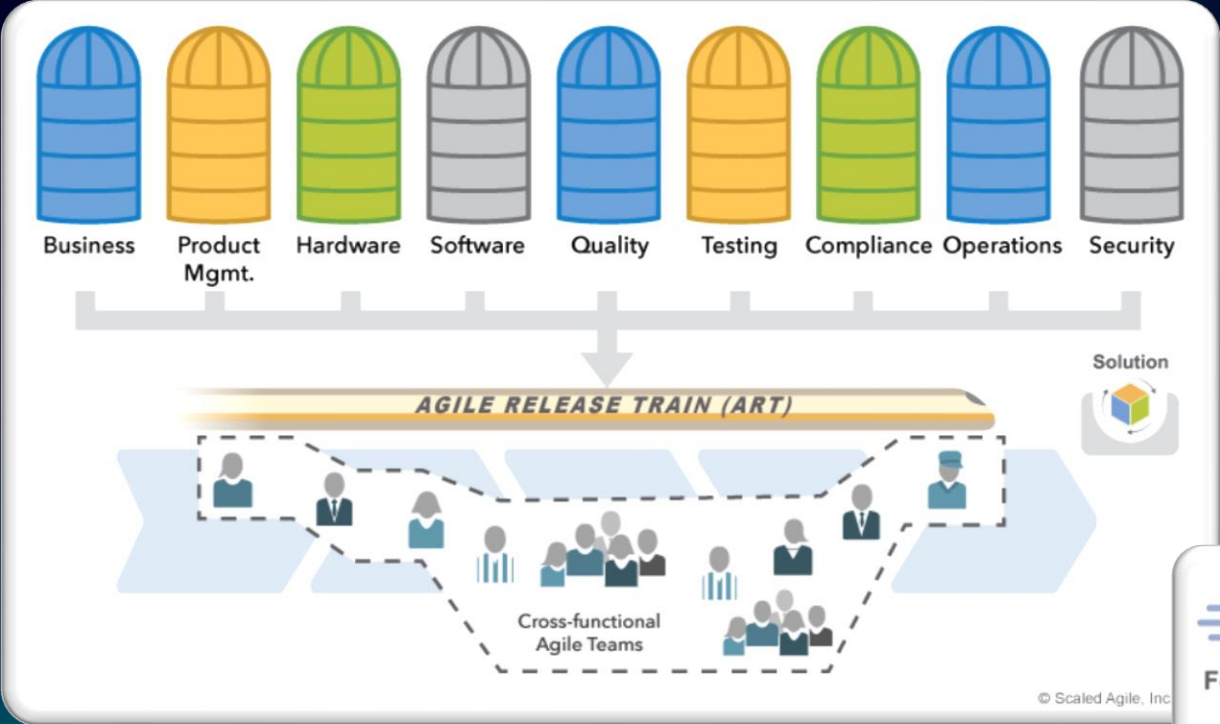 Business
Product
Mgmt.
Hardware
Software
Quality
Testing
Compliance
Operations
Security
Solution
AGILE RELEASE TRAIN (ART)
Cross-functional
Agile Teams
© Scaled Agile, Inc